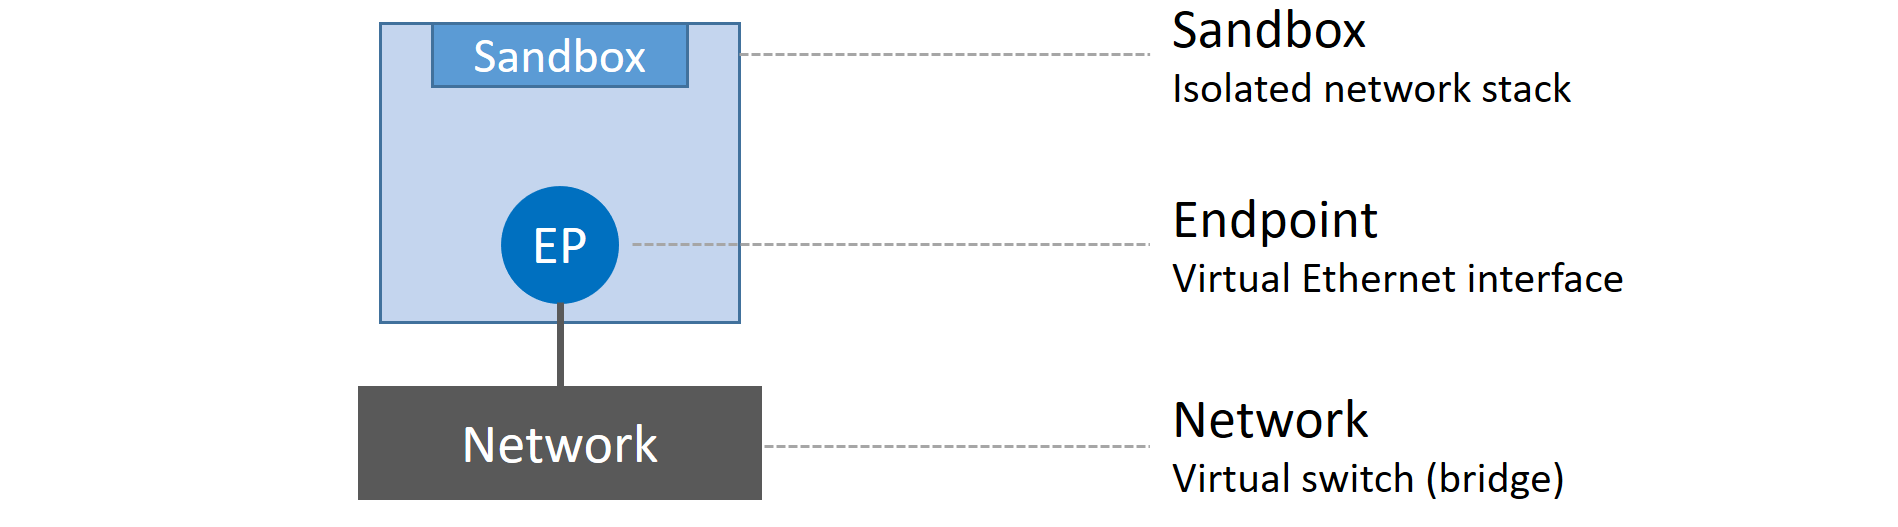 Sandbox
EP
Network
Sandbox
Isolated network stack
Endpoint
Virtual Ethernet interface
Network
Virtual switch (bridge)